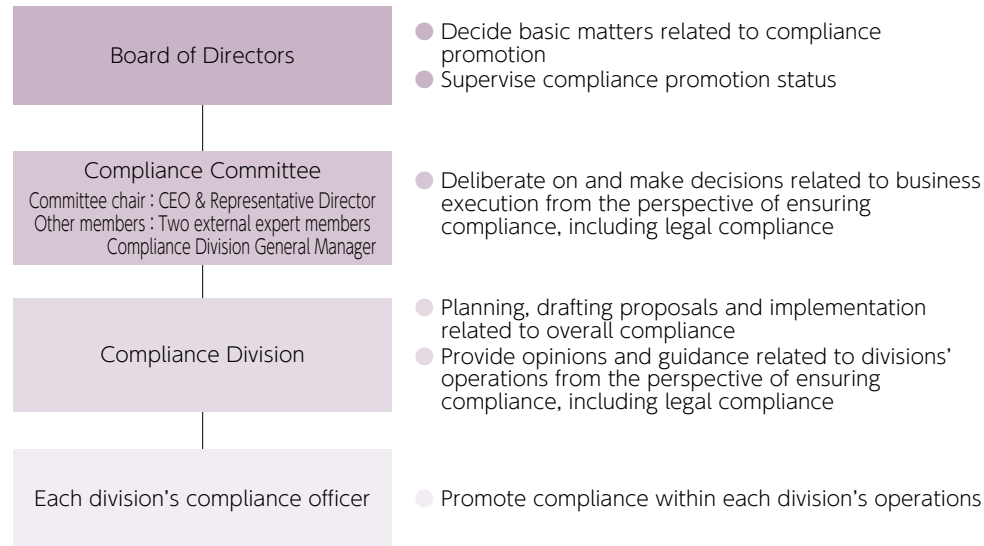 Board of Directors
● Decide basic matters related to compliance
promotion
● Supervise compliance promotion status
Compliance Committee
Committee chair : CEO & Representative Director
Other members : Two external expert members
Compliance Division General Manager
● Deliberate on and make decisions related to business
execution from the perspective of ensuring
compliance, including legal compliance
Compliance Division
● Planning, drafting proposals and implementation
related to overall compliance
● Provide opinions and guidance related to divisions’
operations from the perspective of ensuring
compliance, including legal compliance
Each division’s compliance officer
● Promote compliance within each division’s operations